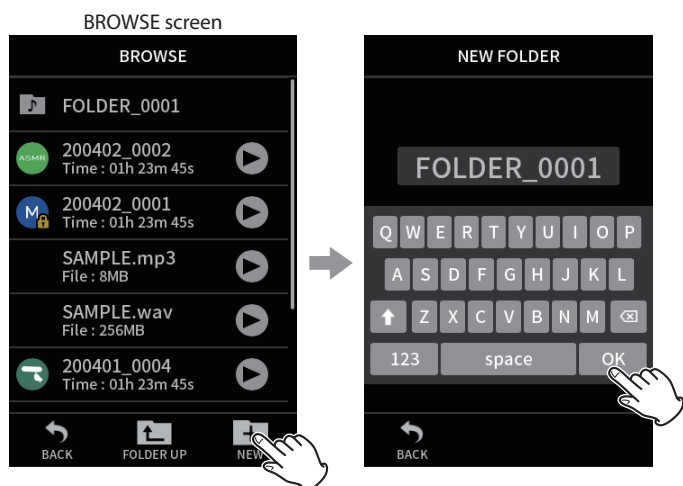 BROWSE screen
BROWSE
FOLDER_0001
ASMR
200402_0002
Time : 01h 23m 45s
M
200402_0001
Time : 01h 23m 45s
SAMPLE.mp3
File : 8MB
SAMPLE.wav
File : 256MB
200401_0004
Time : 01h 23m 45s
BACK
FOLDER UP
NEW
NEW FOLDER
FOLDER_0001
Q W E R T Y U I O P
A S D F G H J K L
Z X C V B N M
123 space OK
BACK